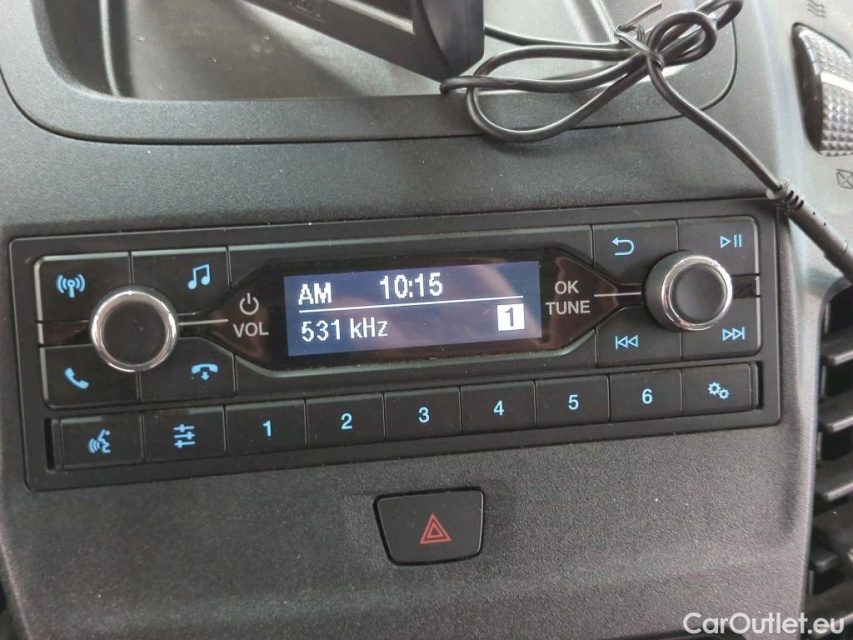 AM 10:15
531 kHz 1
VOL
OK
TUNE
1 2 3 4 5 6
CarOutlet.eu